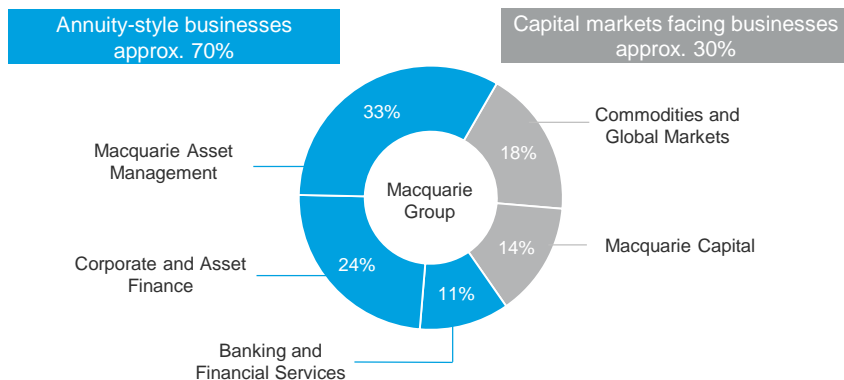 Annuity-style businesses
approx. 70%
Capital markets facing businesses
approx. 30%
33%
Commodities and
Global Markets
18%
Macquarie Asset
Management
Macquarie
Group
Macquarie Capital
14%
Corporate and Asset
Finance
24%
11%
Banking and
Financial Services